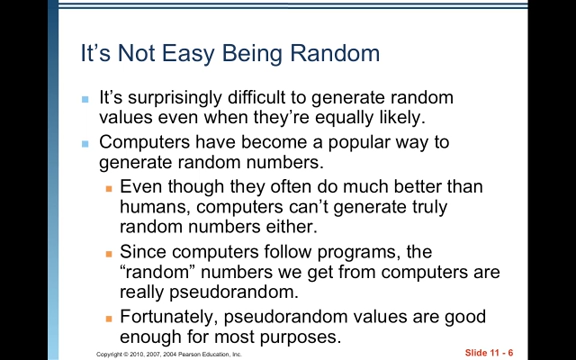 It's Not Easy Being Random
It's surprisingly difficult to generate random
values even when they're equally likely.
Computers have become a popular way to
generate random numbers.
Even though they often do much better than
humans, computers can't generate truly
random numbers either.
Since computers follow programs, the
“random” numbers we get from computers are
really pseudorandom.
Fortunately, pseudorandom values are good
enough for most purposes.
Copyright © 2010, 2007, 2004 Pearson Education, Inc.
Slide 11 - 6